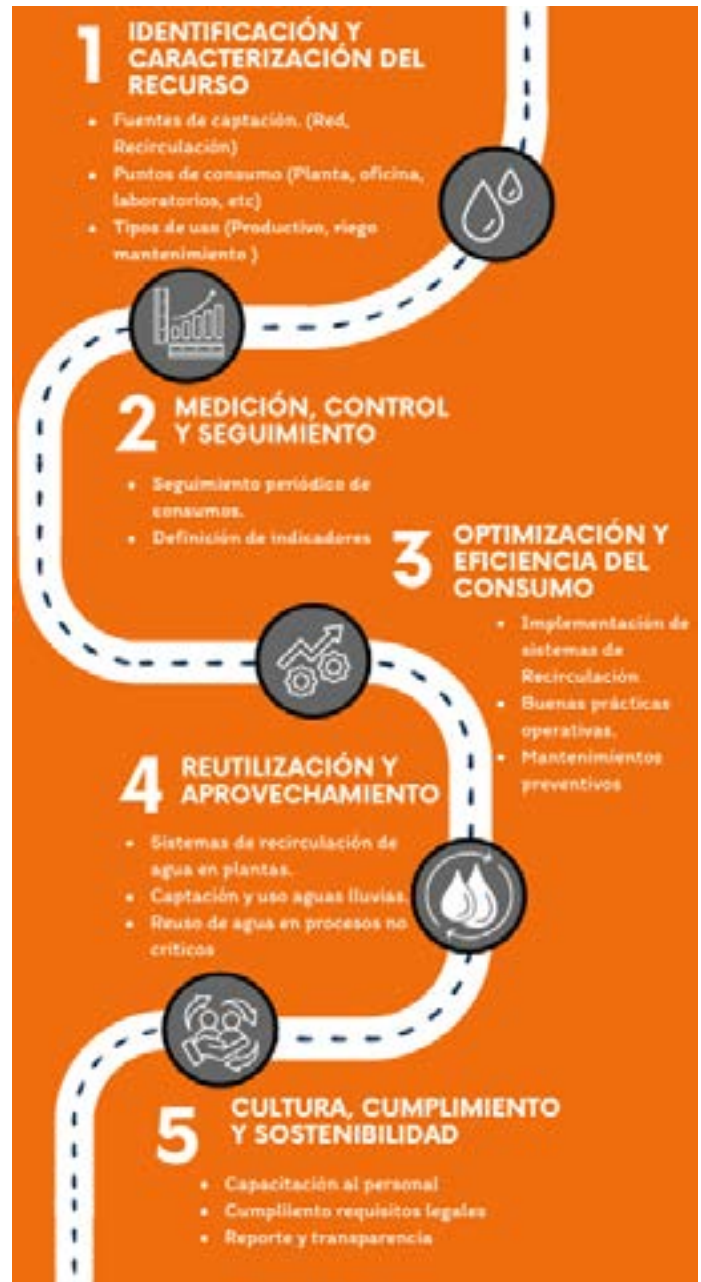 1
IDENTIFICACIÓN Y
CARACTERIZACIÓN DEL
RECURSO
• Fuentes de captación. (Red,
Recirculación)
• Puntos de consumo (Planta, oficina,
laboratorios, etc)
• Tipos de uso (Productivo, riego
mantenimiento )
2
MEDICIÓN, CONTROL
Y SEGUIMIENTO
• Seguimiento periódico de
consumos.
• Definición de indicadores
3
OPTIMIZACIÓN Y
EFICIENCIA DEL
CONSUMO
• Implementación de
sistemas de
Recirculación
• Buenas prácticas
operativas.
• Mantenimientos
preventivos
4
REUTILIZACIÓN Y
APROVECHAMIENTO
• Sistemas de recirculación de
agua en plantas.
• Captación y uso aguas lluvias.
• Reuso de agua en procesos no
críticos
5
CULTURA, CUMPLIMIENTO
Y SOSTENIBILIDAD
• Capacitación al personal
• Cumpliiento requisitos legales
• Reporte y transparencia